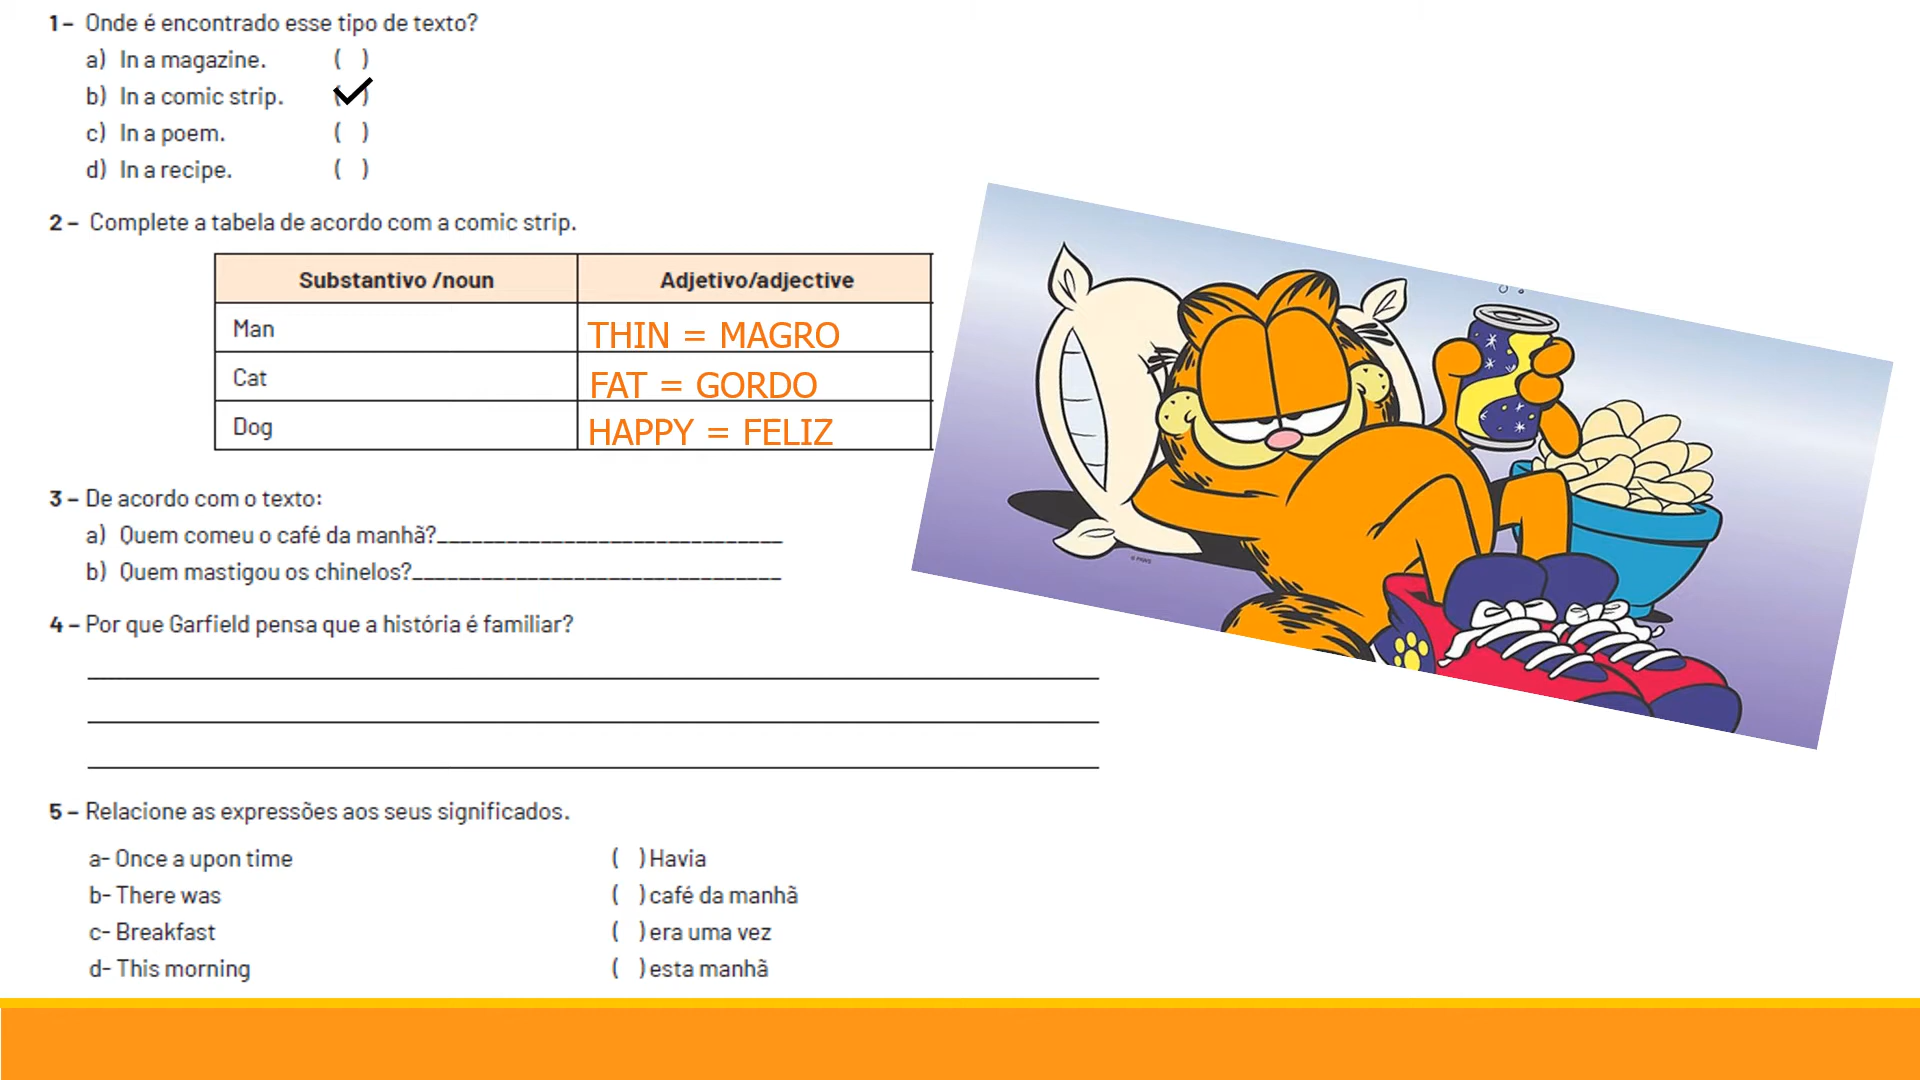 1 – Onde é encontrado esse tipo de texto?
a) In a magazine. ( )
b) In a comic strip. (✓)
c) In a poem. ( )
d) In a recipe. ( )
2 – Complete a tabela de acordo com a comic strip.
Substantivo /noun Adjetivo/adjective
Man THIN = MAGRO
Cat FAT = GORDO
Dog HAPPY = FELIZ
3 – De acordo com o texto:
a) Quem comeu o café da manhã?______________________________
b) Quem mastigou os chinelos?________________________________
4 – Por que Garfield pensa que a história é familiar?
5 – Relacione as expressões aos seus significados.
a- Once a upon time ( ) Havia
b- There was ( ) café da manhã
c- Breakfast ( ) era uma vez
d- This morning ( ) esta manhã